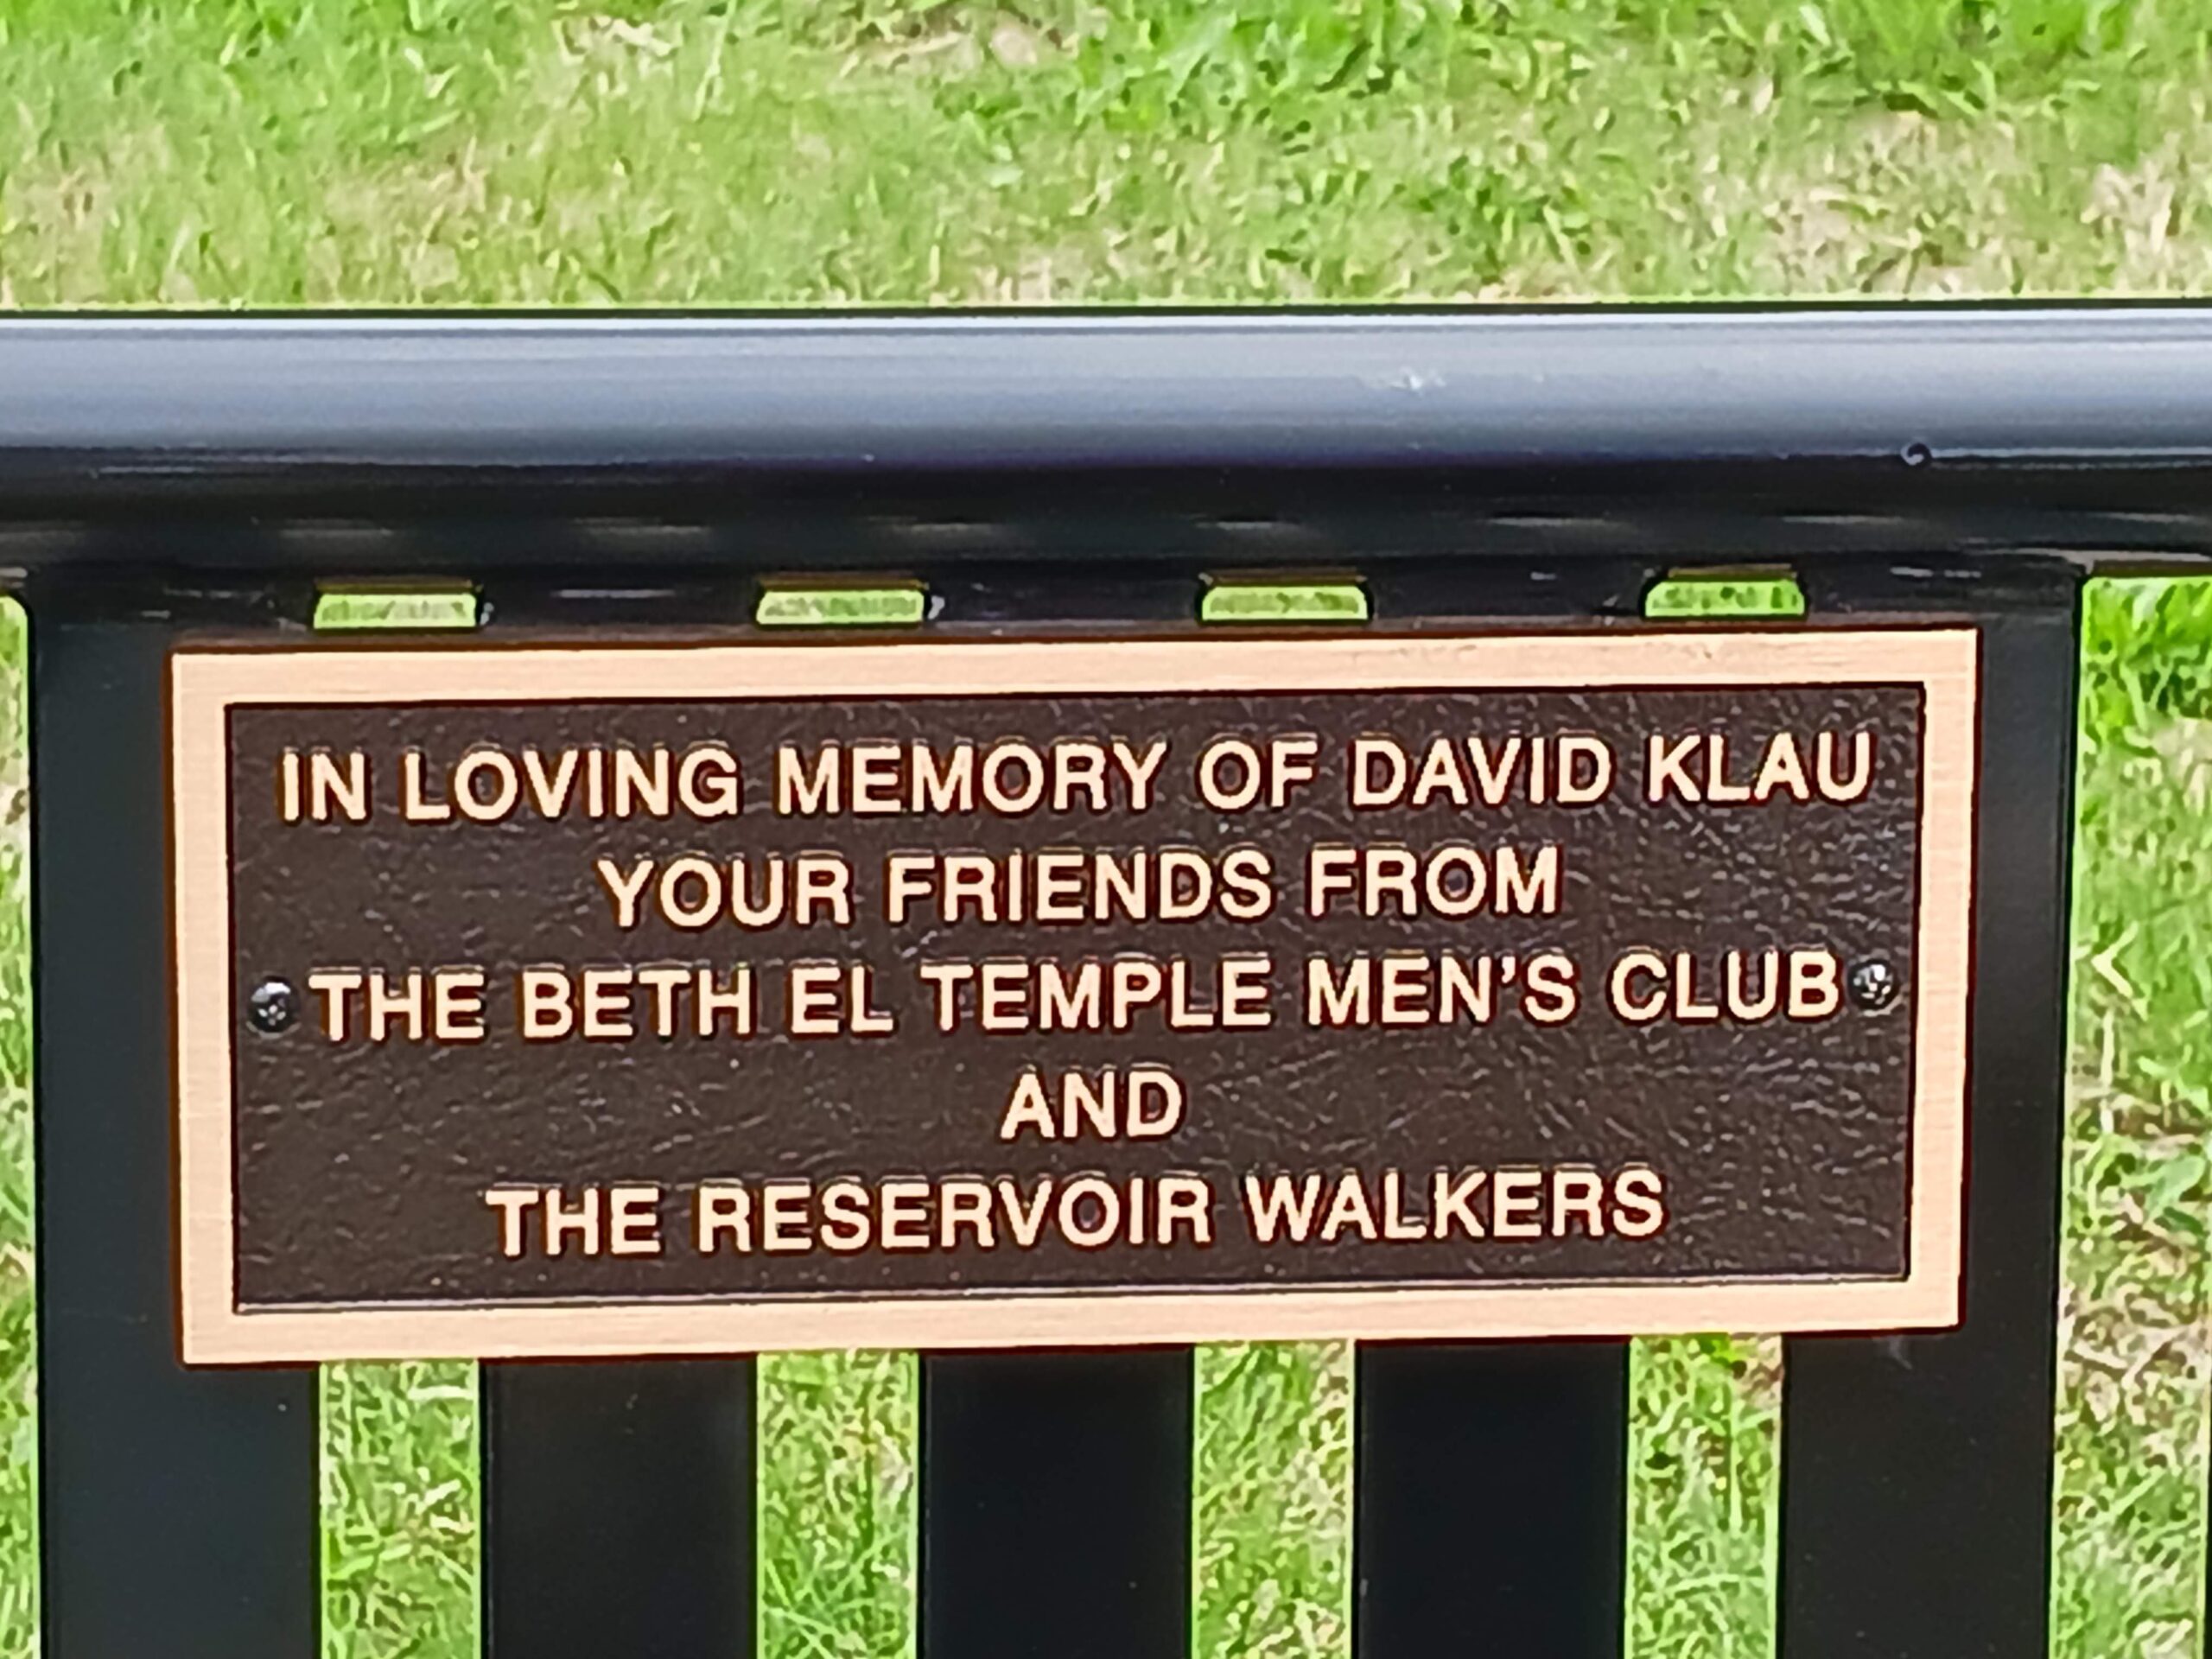 IN LOVING MEMORY OF DAVID KLAU
YOUR FRIENDS FROM
THE BETH EL TEMPLE MEN'S CLUB
AND
THE RESERVOIR WALKERS